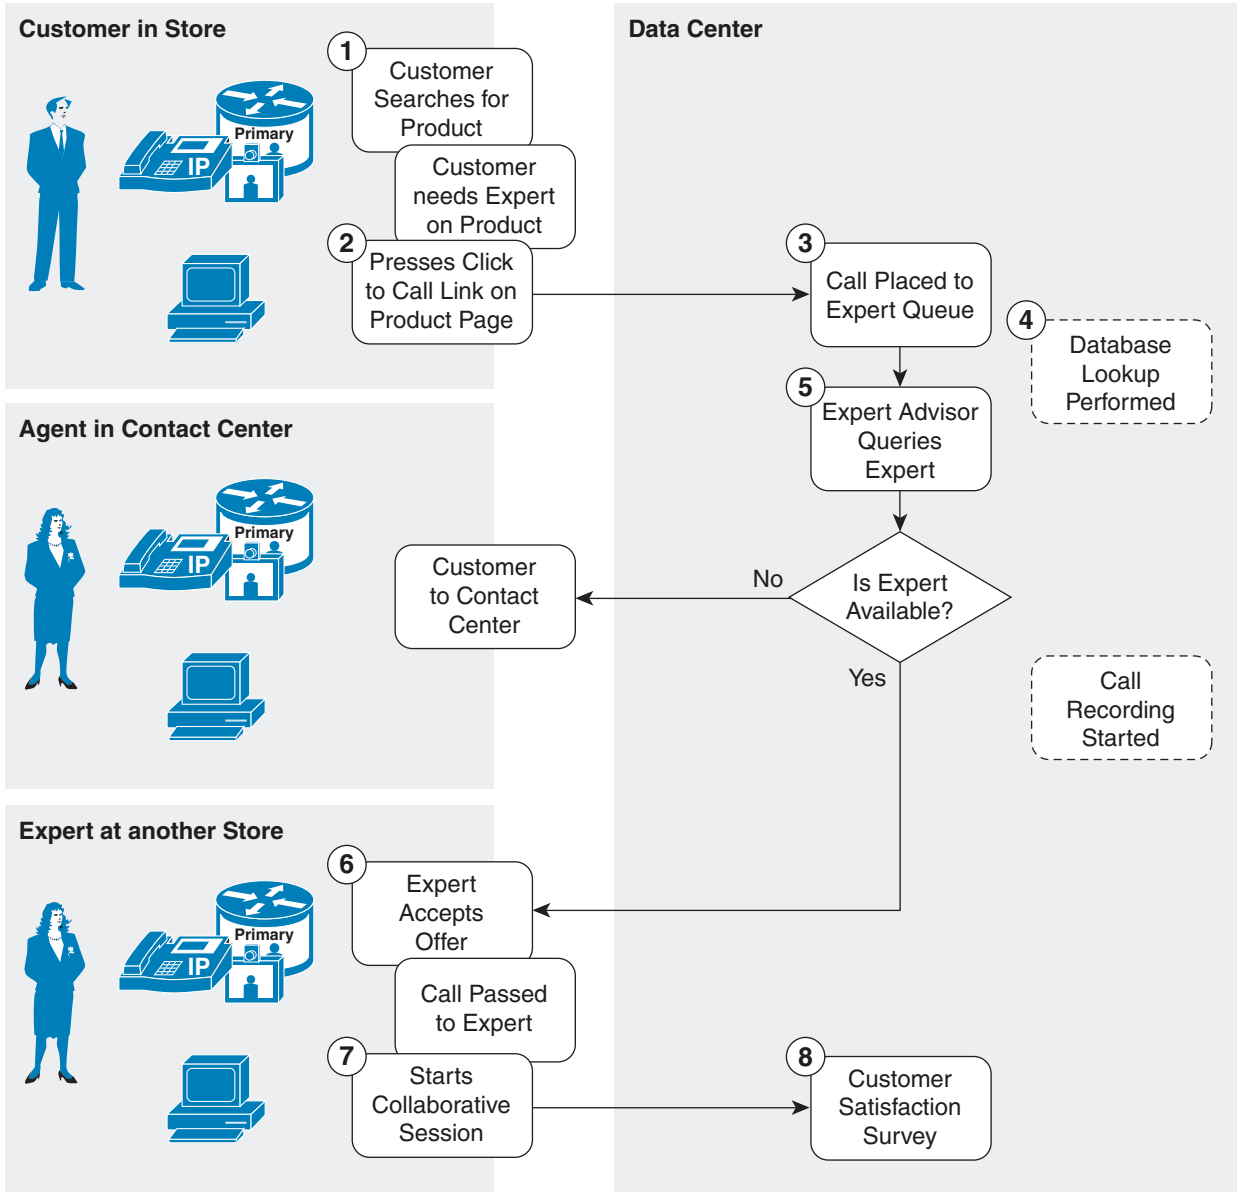 Customer in Store
1
Customer
Searches for
Product
Primary
IP
Customer
needs Expert
on Product
2
Presses Click
to Call Link on
Product Page
Data Center
3
Call Placed to
Expert Queue
4
Database
Lookup
Performed
5
Expert Advisor
Queries
Expert
Agent in Contact Center
Primary
IP
Customer
to Contact
Center
No
Is Expert
Available?
Yes
Call
Recording
Started
Expert at another Store
6
Expert
Accepts
Offer
Primary
IP
Call Passed
to Expert
7
Starts
Collaborative
Session
8
Customer
Satisfaction
Survey